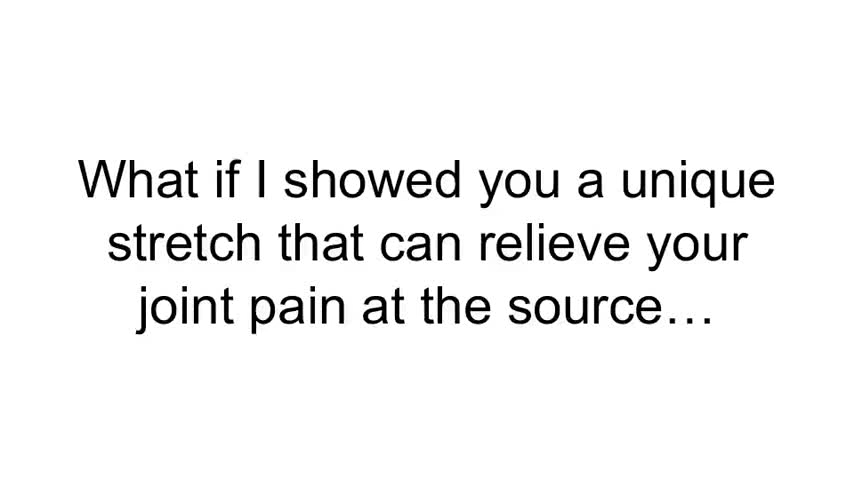 What if I showed you a unique
stretch that can relieve your
joint pain at the source…